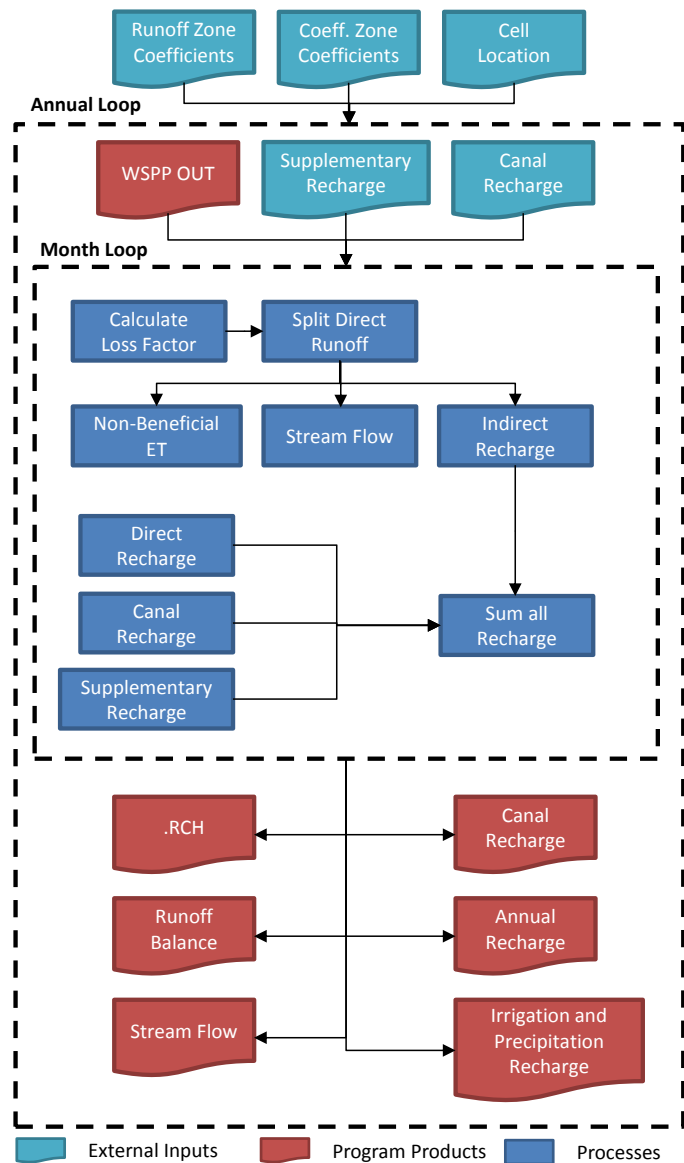 Runoff Zone
Coefficients
Coeff. Zone
Coefficients
Cell
Location
Annual Loop
WSPP OUT
Supplementary
Recharge
Canal
Recharge
Month Loop
Calculate
Loss Factor
Split Direct
Runoff
Non-Beneficial
ET
Stream Flow
Indirect
Recharge
Direct
Recharge
Canal
Recharge
Supplementary
Recharge
Sum all
Recharge
.RCH
Canal
Recharge
Runoff
Balance
Annual
Recharge
Stream Flow
Irrigation and
Precipitation
Recharge
External Inputs
Program Products
Processes